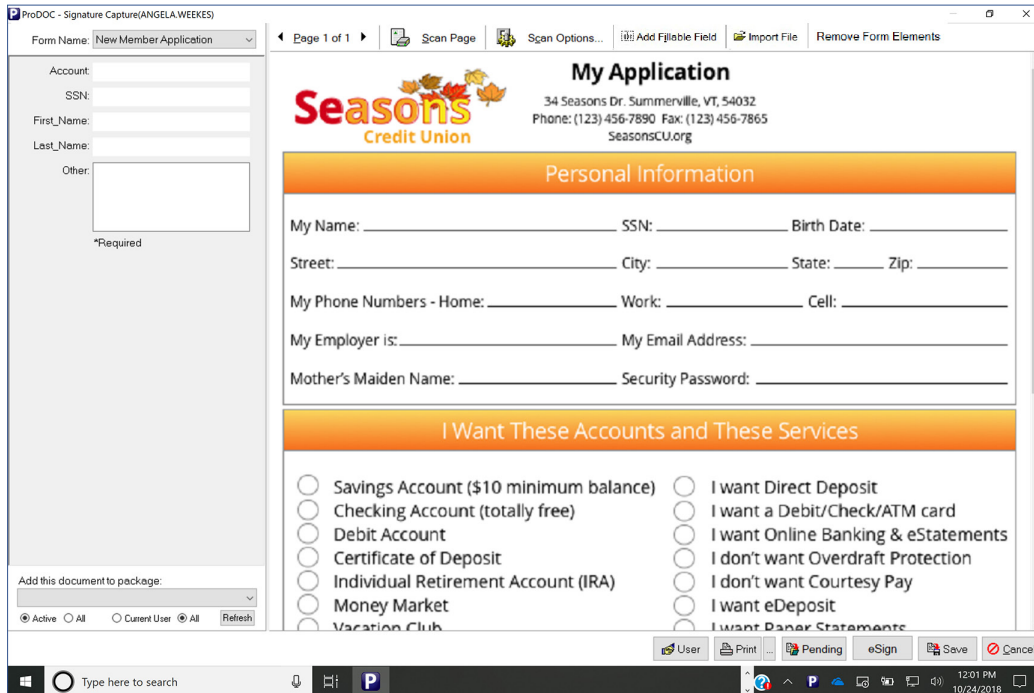 ProDOC - Signature Capture(ANGELA.WEEKES)
Form Name: New Member Application
Page 1 of 1 Scan Page Scan Options... Add Fillable Field Import File Remove Form Elements
Account:
SSN:
First_Name:
Last_Name:
Other:
*Required
Add this document to package:
Active All Current User All Refresh
Seasons
Credit Union
My Application
34 Seasons Dr. Summerville, VT, 54032
Phone: (123) 456-7890 Fax: (123) 456-7865
SeasonsCU.org
Personal Information
My Name: SSN: Birth Date:
Street: City: State: Zip:
My Phone Numbers - Home: Work: Cell:
My Employer is: My Email Address:
Mother's Maiden Name: Security Password:
I Want These Accounts and These Services
Savings Account ($10 minimum balance)
Checking Account (totally free)
Debit Account
Certificate of Deposit
Individual Retirement Account (IRA)
Money Market
Vacation Club
I want Direct Deposit
I want a Debit/Check/ATM card
I want Online Banking & eStatements
I don't want Overdraft Protection
I don't want Courtesy Pay
I want eDeposit
I want Paper Statements
User Print ... Pending eSign Save Cance
Type here to search
P
12:01 PM
10/24/2018